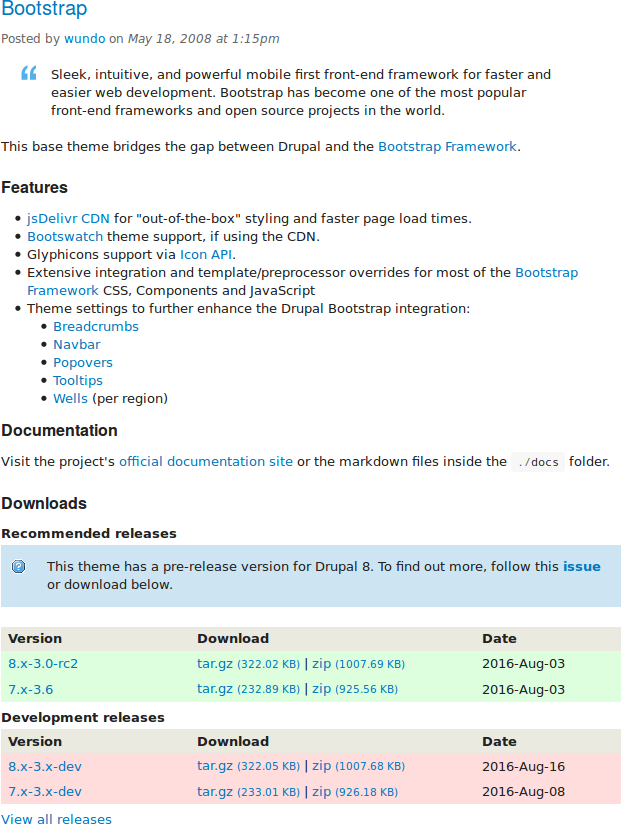 Bootstrap
Posted by wundo on May 18, 2008 at 1:15pm
“ Sleek, intuitive, and powerful mobile first front-end framework for faster and
easier web development. Bootstrap has become one of the most popular
front-end frameworks and open source projects in the world.
This base theme bridges the gap between Drupal and the Bootstrap Framework.
Features
• jsDelivr CDN for "out-of-the-box" styling and faster page load times.
• Bootswatch theme support, if using the CDN.
• Glyphicons support via Icon API.
• Extensive integration and template/preprocessor overrides for most of the Bootstrap
Framework CSS, Components and JavaScript
• Theme settings to further enhance the Drupal Bootstrap integration:
• Breadcrumbs
• Navbar
• Popovers
• Tooltips
• Wells (per region)
Documentation
Visit the project's official documentation site or the markdown files inside the ./docs folder.
Downloads
Recommended releases
This theme has a pre-release version for Drupal 8. To find out more, follow this issue
or download below.
Version Download Date
8.x-3.0-rc2 tar.gz (322.02 KB) | zip (1007.69 KB) 2016-Aug-03
7.x-3.6 tar.gz (232.89 KB) | zip (925.56 KB) 2016-Aug-03
Development releases
Version Download Date
8.x-3.x-dev tar.gz (322.05 KB) | zip (1007.68 KB) 2016-Aug-16
7.x-3.x-dev tar.gz (233.01 KB) | zip (926.18 KB) 2016-Aug-08
View all releases